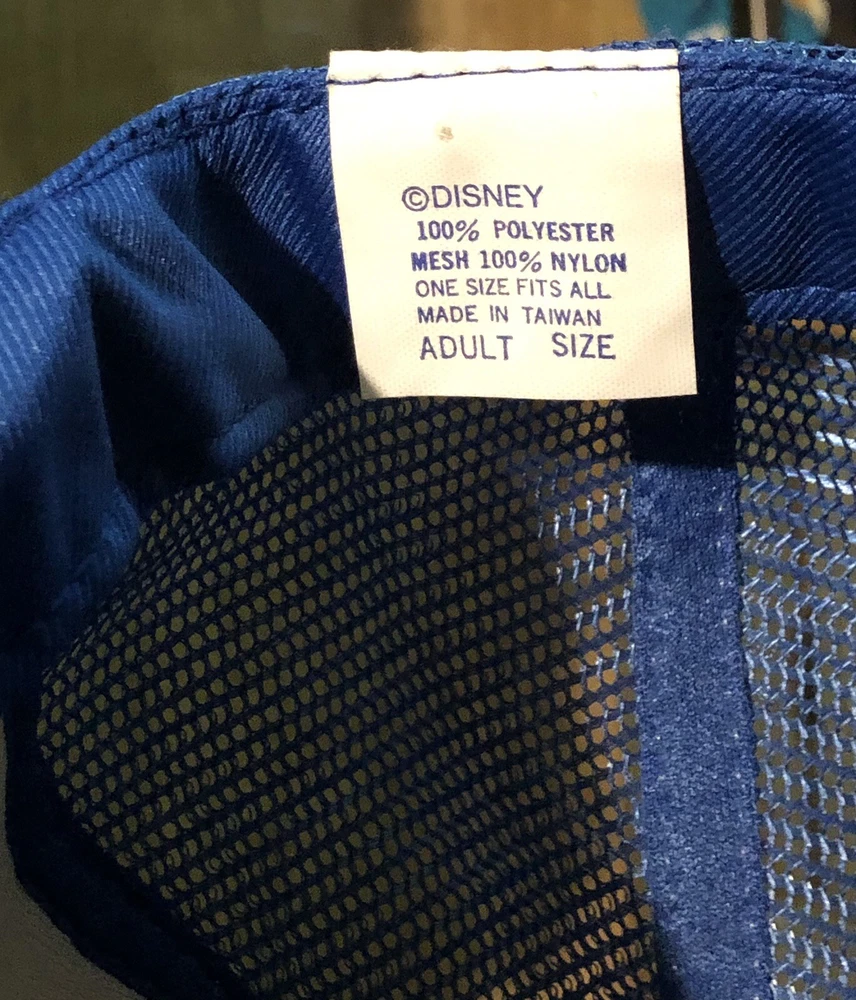 ©DISNEY
100% POLYESTER
MESH 100% NYLON
ONE SIZE FITS ALL
MADE IN TAIWAN
ADULT SIZE